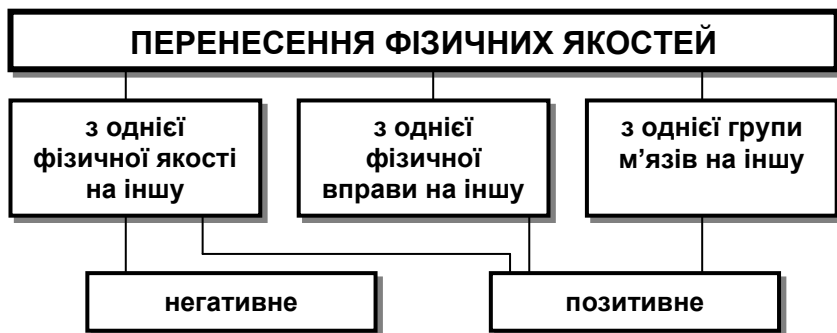 ПЕРЕНЕСЕННЯ ФІЗИЧНИХ ЯКОСТЕЙ
з однієї
фізичної якості
на іншу
з однієї
фізичної
вправи на іншу
з однієї групи
м’язів на іншу
негативне
позитивне